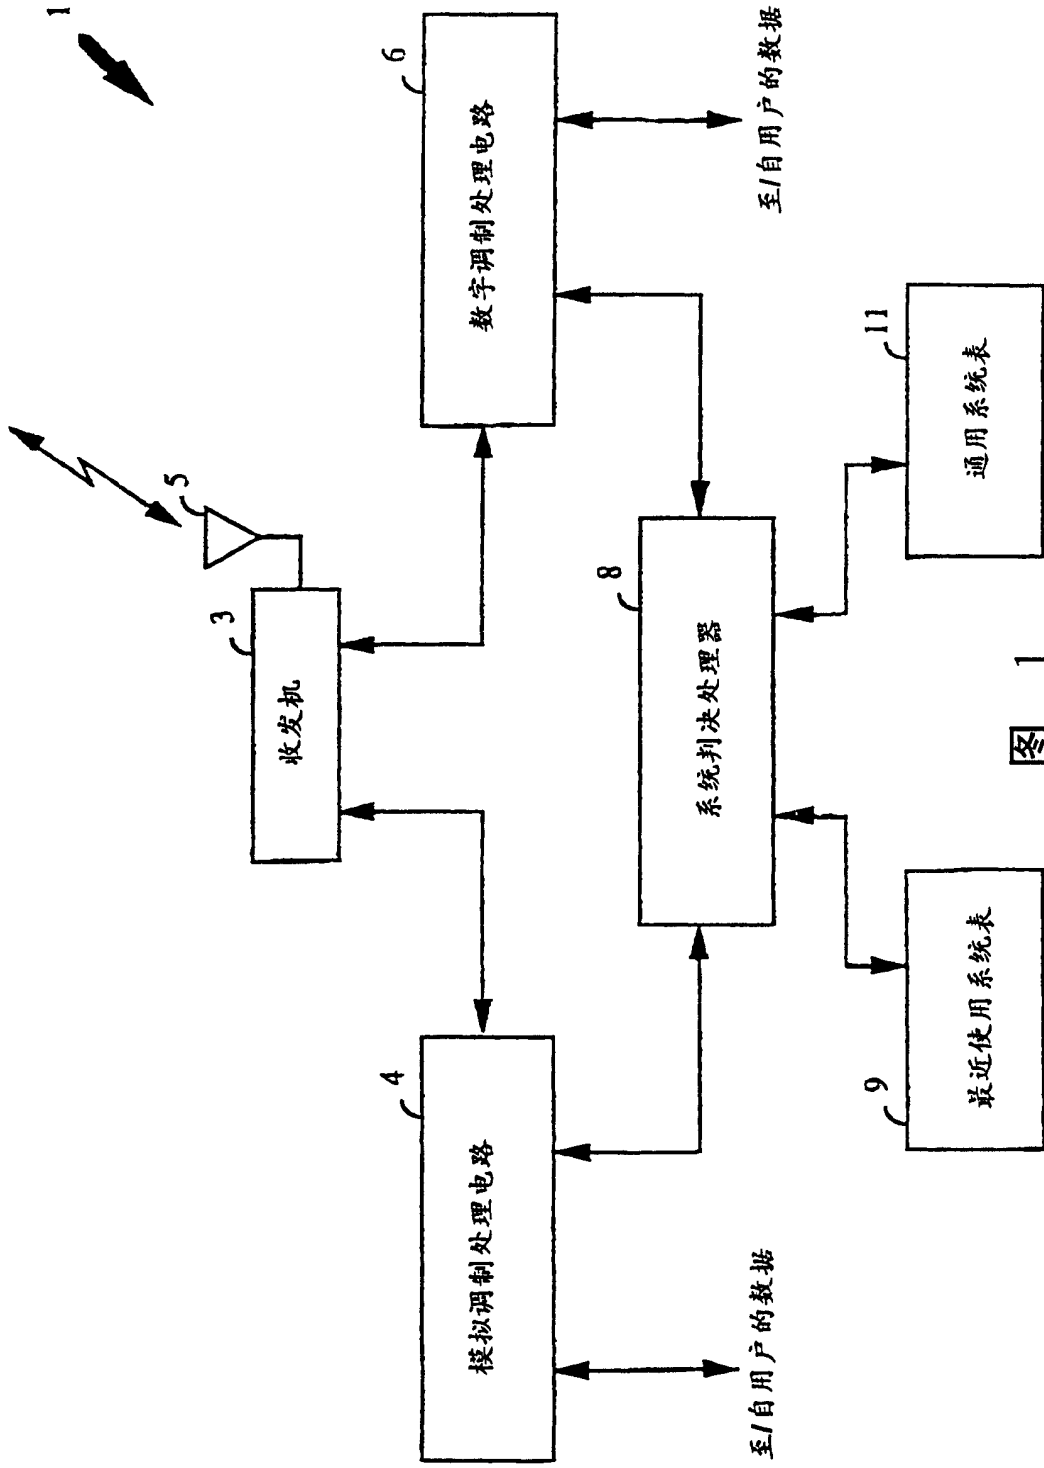 1
5
3
收发机
4
模拟调制处理电路
6
数字调制处理电路
至/自用户的数据
至/自用户的数据
8
系统判决处理器
9
最近使用系统表
11
通用系统表
图 1